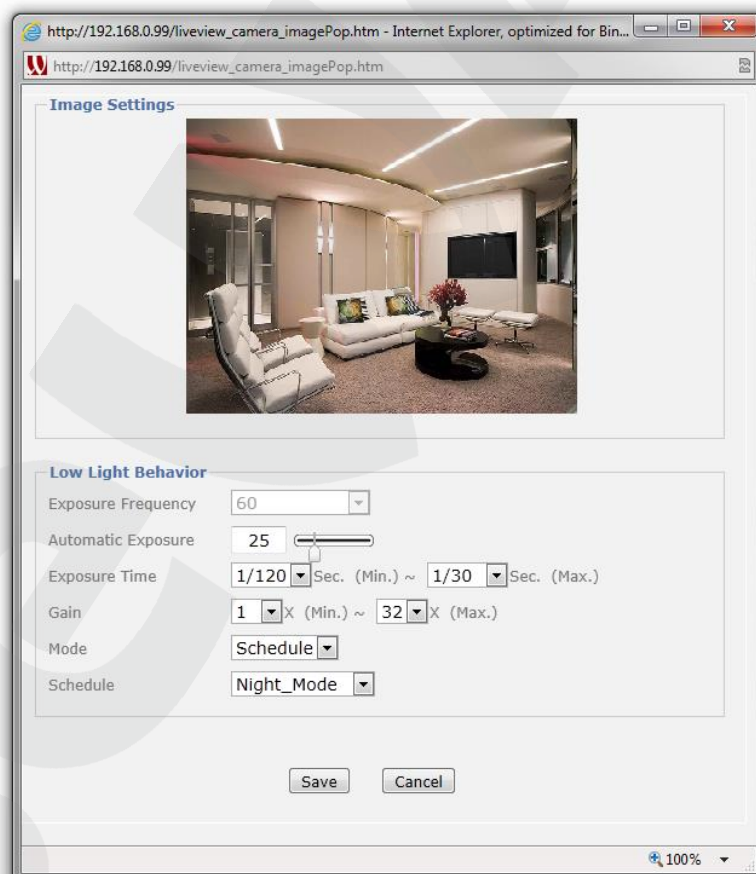 http://192.168.0.99/liveview_camera_imagePop.htm - Internet Explorer, optimized for Bin...
http://192.168.0.99/liveview_camera_imagePop.htm
Image Settings
Low Light Behavior
Exposure Frequency 60
Automatic Exposure 25
Exposure Time 1/120 Sec. (Min.) ~ 1/30 Sec. (Max.)
Gain 1 X (Min.) ~ 32 X (Max.)
Mode Schedule
Schedule Night_Mode
Save Cancel
100%